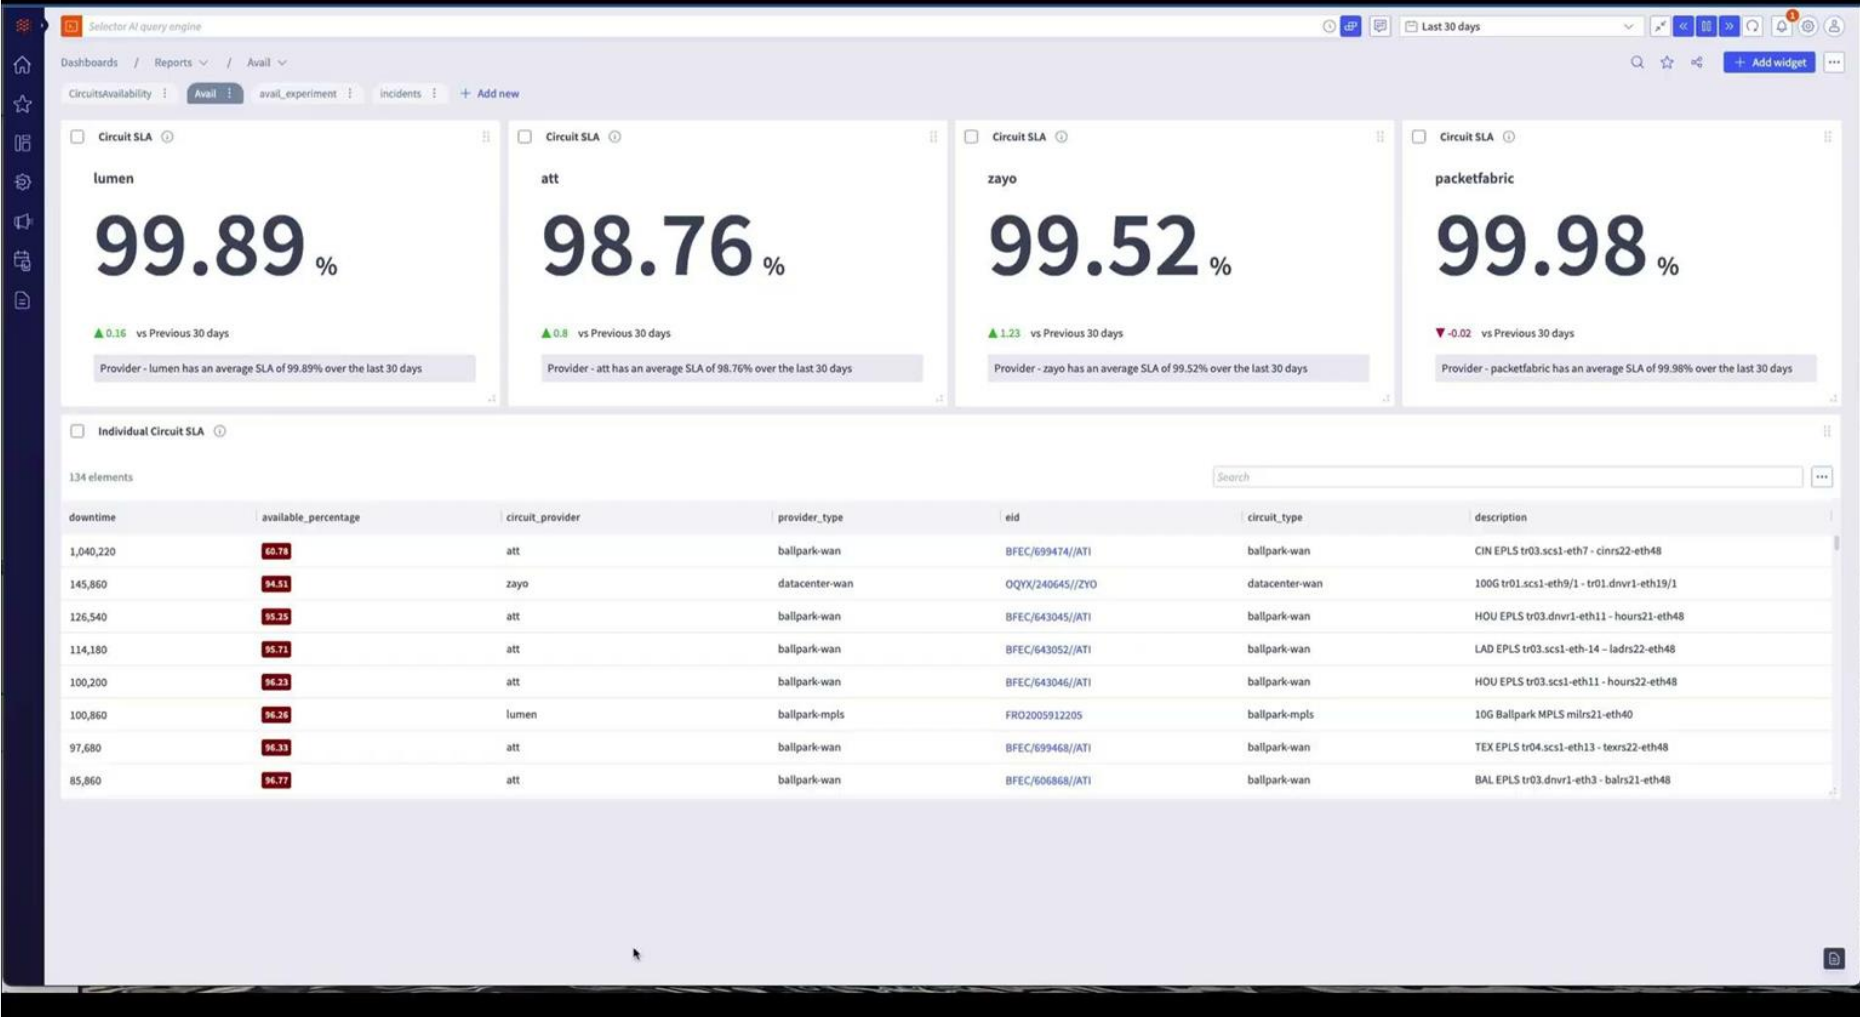 Selector AI query engine
Last 30 days
1
Dashboards / Reports / Avail
Add widget
CircuitsAvailability
Avail
avail_experiment
incidents
+ Add new
Circuit SLA
lumen
99.89 %
0.16 vs Previous 30 days
Provider - lumen has an average SLA of 99.89% over the last 30 days
Circuit SLA
att
98.76 %
0.8 vs Previous 30 days
Provider - att has an average SLA of 98.76% over the last 30 days
Circuit SLA
zayo
99.52 %
1.23 vs Previous 30 days
Provider - zayo has an average SLA of 99.52% over the last 30 days
Circuit SLA
packetfabric
99.98 %
-0.02 vs Previous 30 days
Provider - packetfabric has an average SLA of 99.98% over the last 30 days
Individual Circuit SLA
134 elements
Search
downtime available_percentage circuit_provider provider_type eid circuit_type description
1,040,220 60.78 att ballpark-wan BFEC/699474//ATI ballpark-wan CIN EPLS tr03.scs1-eth7 - cinrs22-eth48
145,860 94.51 zayo datacenter-wan OQYX/240645//ZYO datacenter-wan 100G tr01.scs1-eth9/1 - tr01.dnvr1-eth19/1
126,540 95.25 att ballpark-wan BFEC/643045//ATI ballpark-wan HOU EPLS tr03.dnvr1-eth11 - hours21-eth48
114,180 95.71 att ballpark-wan BFEC/643052//ATI ballpark-wan LAD EPLS tr03.scs1-eth-14 – ladrs22-eth48
100,200 96.23 att ballpark-wan BFEC/643046//ATI ballpark-wan HOU EPLS tr03.scs1-eth11 - hours22-eth48
100,860 96.26 lumen ballpark-mpls FRO2005912205 ballpark-mpls 10G Ballpark MPLS milrs21-eth40
97,680 96.33 att ballpark-wan BFEC/699468//ATI ballpark-wan TEX EPLS tr04.scs1-eth13 - texrs22-eth48
85,860 96.77 att ballpark-wan BFEC/606868//ATI ballpark-wan BAL EPLS tr03.dnvr1-eth3 - balrs21-eth48